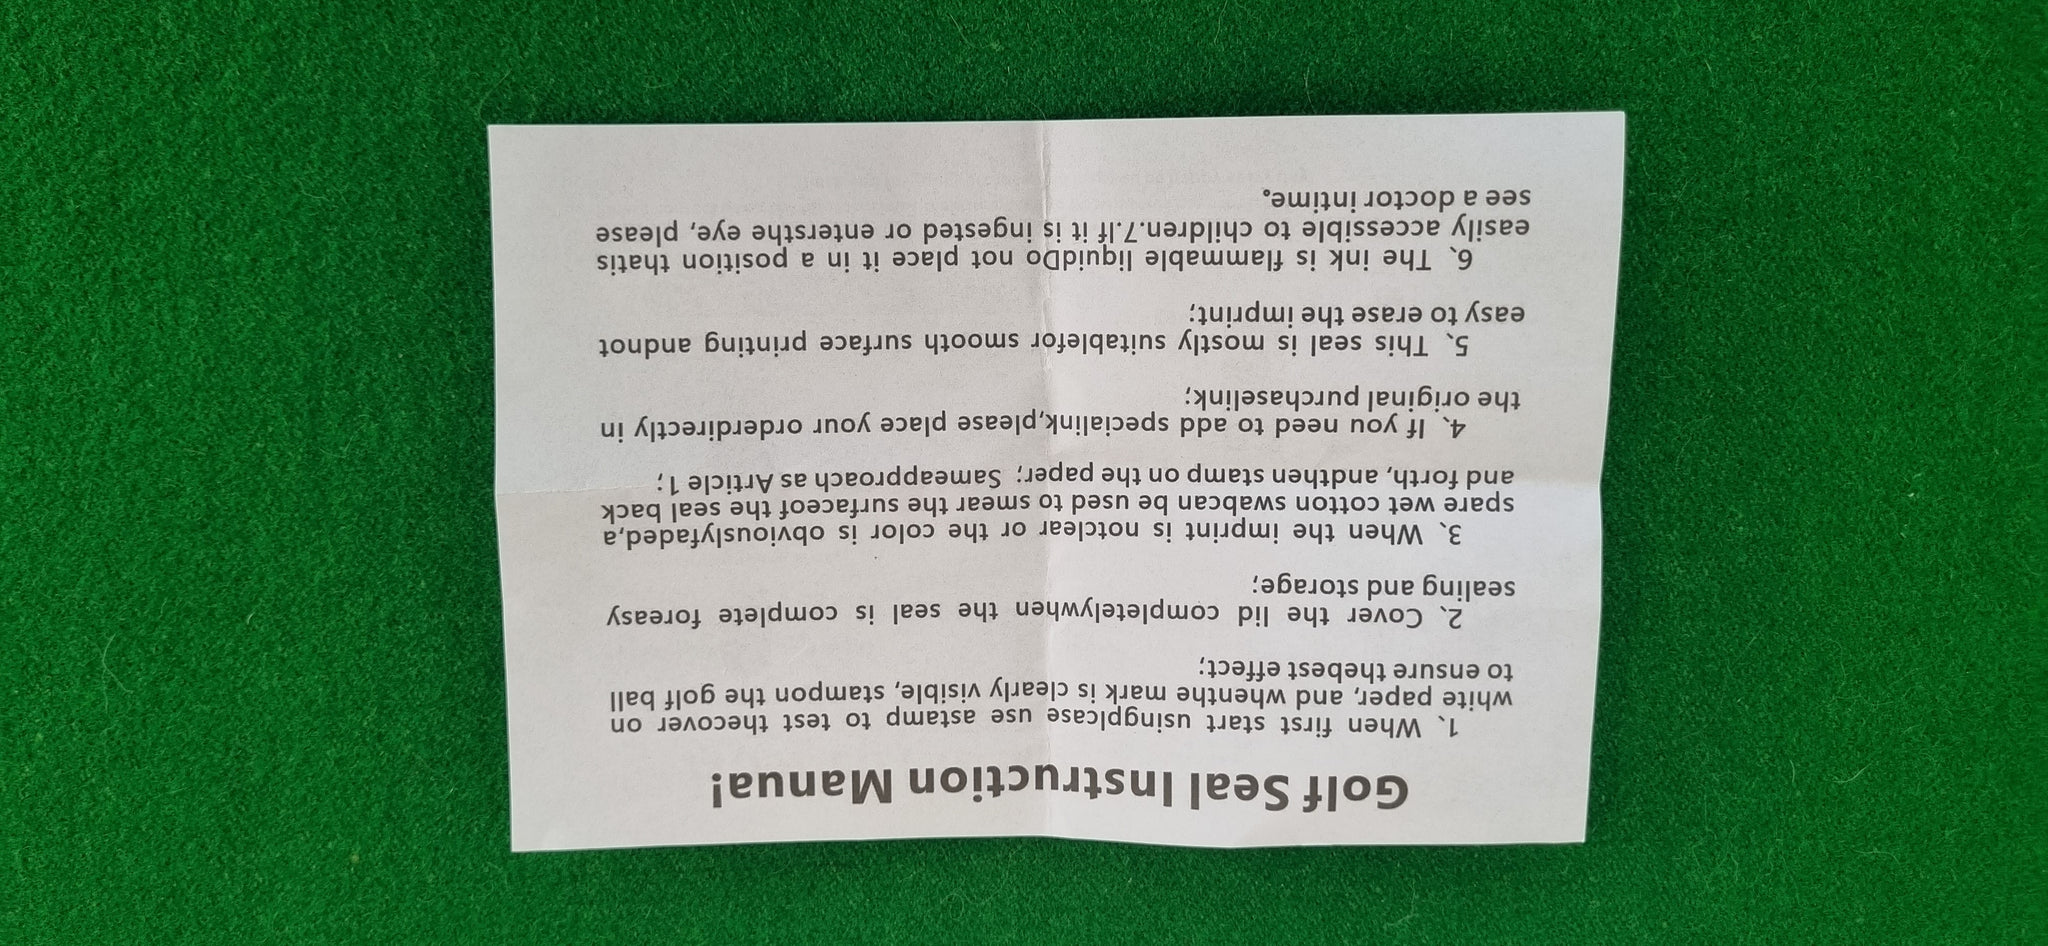 Golf Seal Instruction Manua!
1、When first start usingplcase use astamp to test thecover on
white paper, and whenthe mark is clearly visible, stampon the golf ball
to ensure thebest effect;
2、Cover the lid completelywhen the seal is complete foreasy
sealing and storage;
3、When the imprint is notclear or the color is obviouslyfaded,a
spare wet cotton swabcan be used to smear the surfaceof the seal back
and forth, andthen stamp on the paper; Sameapproach as Article 1;
4、If you need to add specialink,please place your orderdirectly in
the original purchaselink;
5、This seal is mostly suitablefor smooth surface printing andnot
easy to erase the imprint;
6、The ink is flammable liquidDo not place it in a position thatis
easily accessible to children.7.If it is ingested or entersthe eye, please
see a doctor intime。